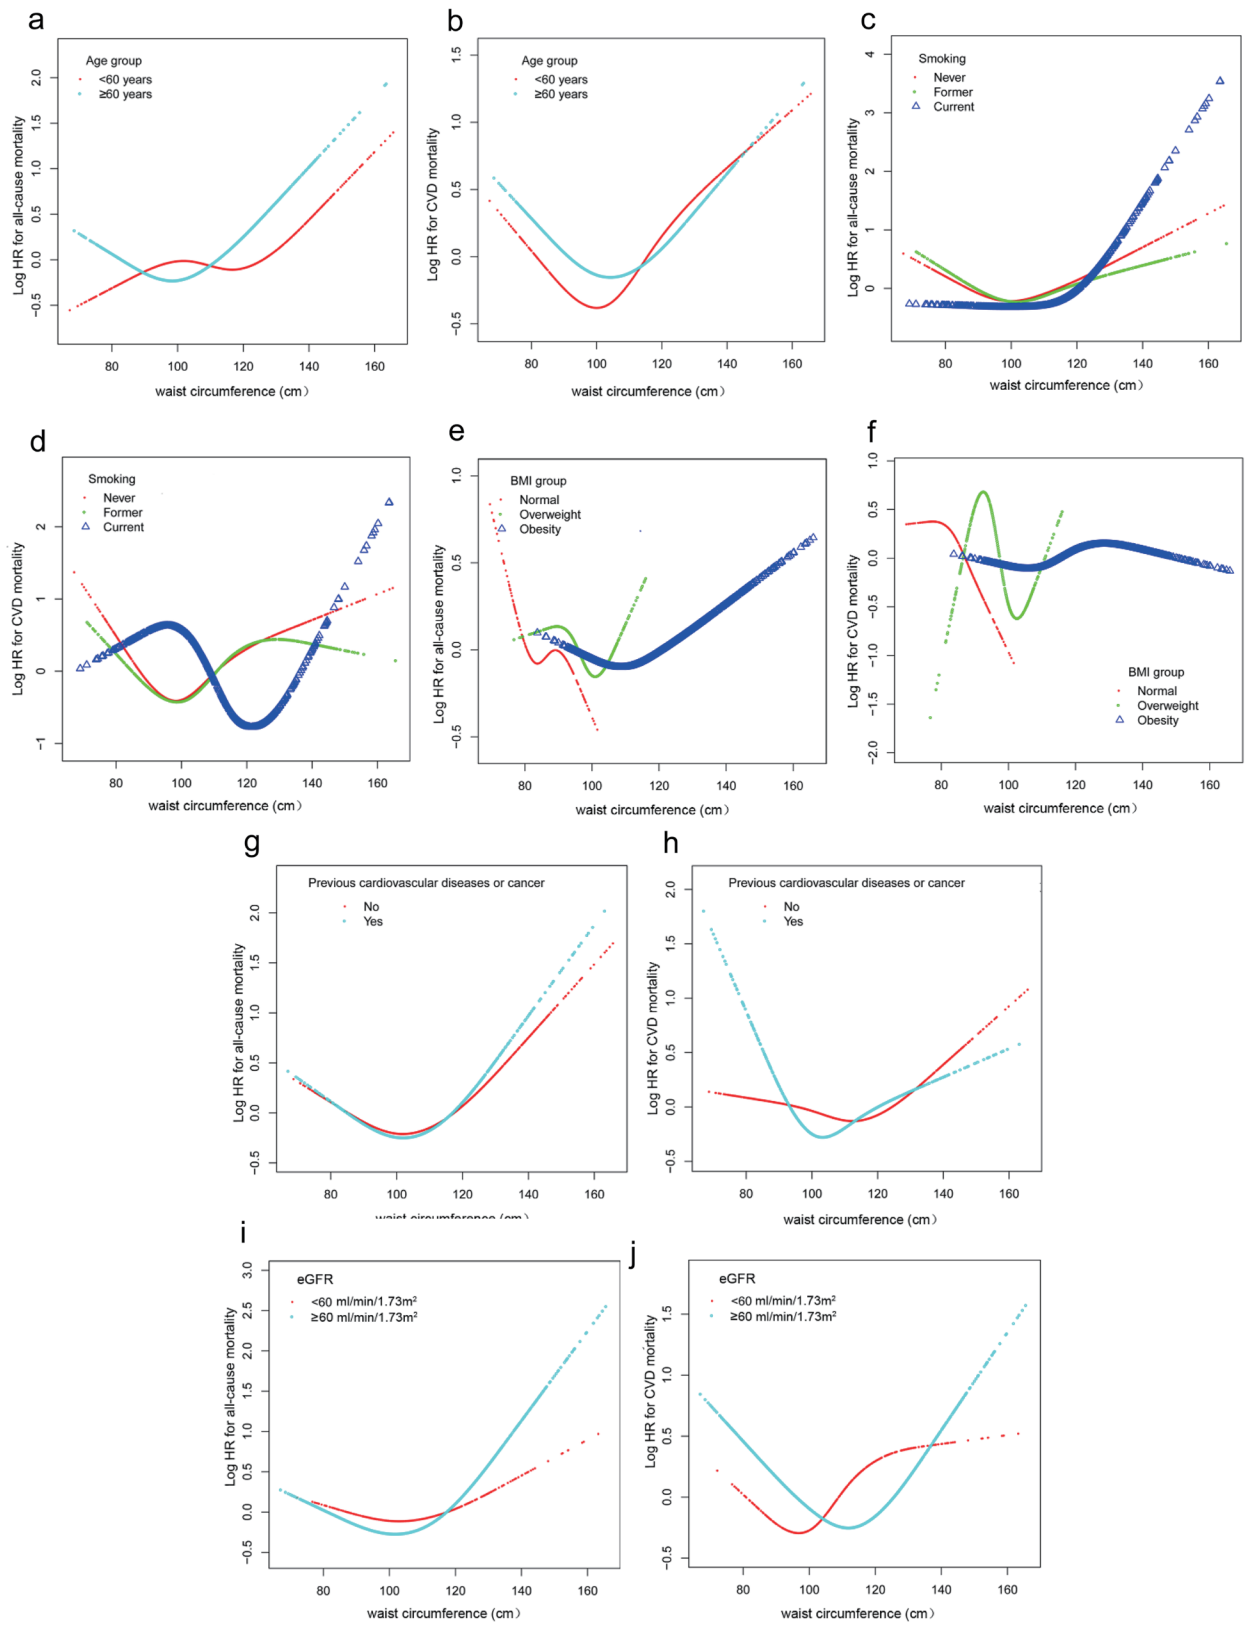 a
Age group
<60 years
≥60 years
Log HR for all-cause mortality
2.0
1.5
1.0
0.5
0.0
−0.5
80 100 120 140 160
waist circumference (cm）
b
Age group
<60 years
≥60 years
Log HR for CVD mortality
1.5
1.0
0.5
0.0
−0.5
80 100 120 140 160
waist circumference (cm）
c
Smoking
Never
Former
Current
Log HR for all-cause mortality
4
3
2
1
0
80 100 120 140 160
waist circumference (cm）
d
Smoking
Never
Former
Current
Log HR for CVD mortality
2
1
0
−1
80 100 120 140 160
waist circumference (cm）
e
BMI group
Normal
Overweight
Obesity
Log HR for all-cause mortality
1.0
0.5
0.0
−0.5
80 100 120 140 160
waist circumference (cm）
f
Log HR for CVD mortality
1.0
0.5
0.0
−0.5
−1.0
−1.5
−2.0
BMI group
Normal
Overweight
Obesity
80 100 120 140 160
waist circumference (cm）
g
Previous cardiovascular diseases or cancer
No
Yes
Log HR for all-cause mortality
2.0
1.5
1.0
0.5
0.0
−0.5
80 100 120 140 160
waist circumference (cm）
h
Previous cardiovascular diseases or cancer
No
Yes
Log HR for CVD mortality
2.0
1.5
1.0
0.5
0.0
−0.5
80 100 120 140 160
waist circumference (cm）
i
eGFR
<60 ml/min/1.73m²
≥60 ml/min/1.73m²
Log HR for all-cause mortality
3.0
2.5
2.0
1.5
1.0
0.5
0.0
−0.5
80 100 120 140 160
waist circumference (cm）
j
eGFR
<60 ml/min/1.73m²
≥60 ml/min/1.73m²
Log HR for CVD mortality
1.5
1.0
0.5
0.0
−0.5
80 100 120 140 160
waist circumference (cm）